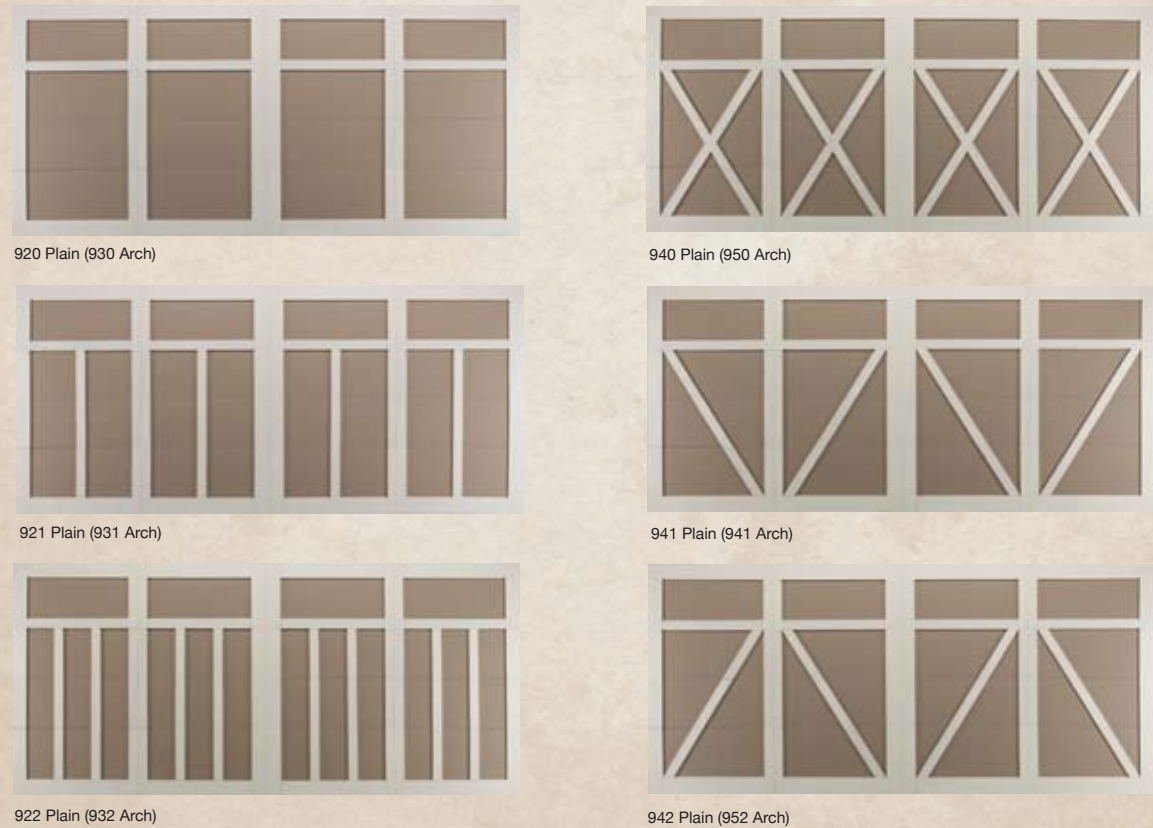 920 Plain (930 Arch)
940 Plain (950 Arch)
921 Plain (931 Arch)
941 Plain (941 Arch)
922 Plain (932 Arch)
942 Plain (952 Arch)